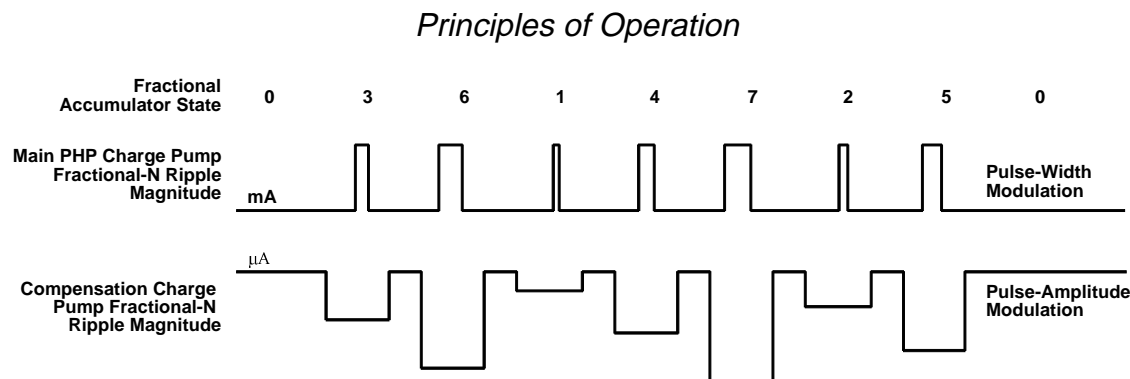 Principles of Operation
Fractional
Accumulator State
0 3 6 1 4 7 2 5 0
Main PHP Charge Pump
Fractional-N Ripple
Magnitude
mA
Pulse-Width
Modulation
µA
Compensation Charge
Pump Fractional-N
Ripple Magnitude
Pulse-Amplitude
Modulation